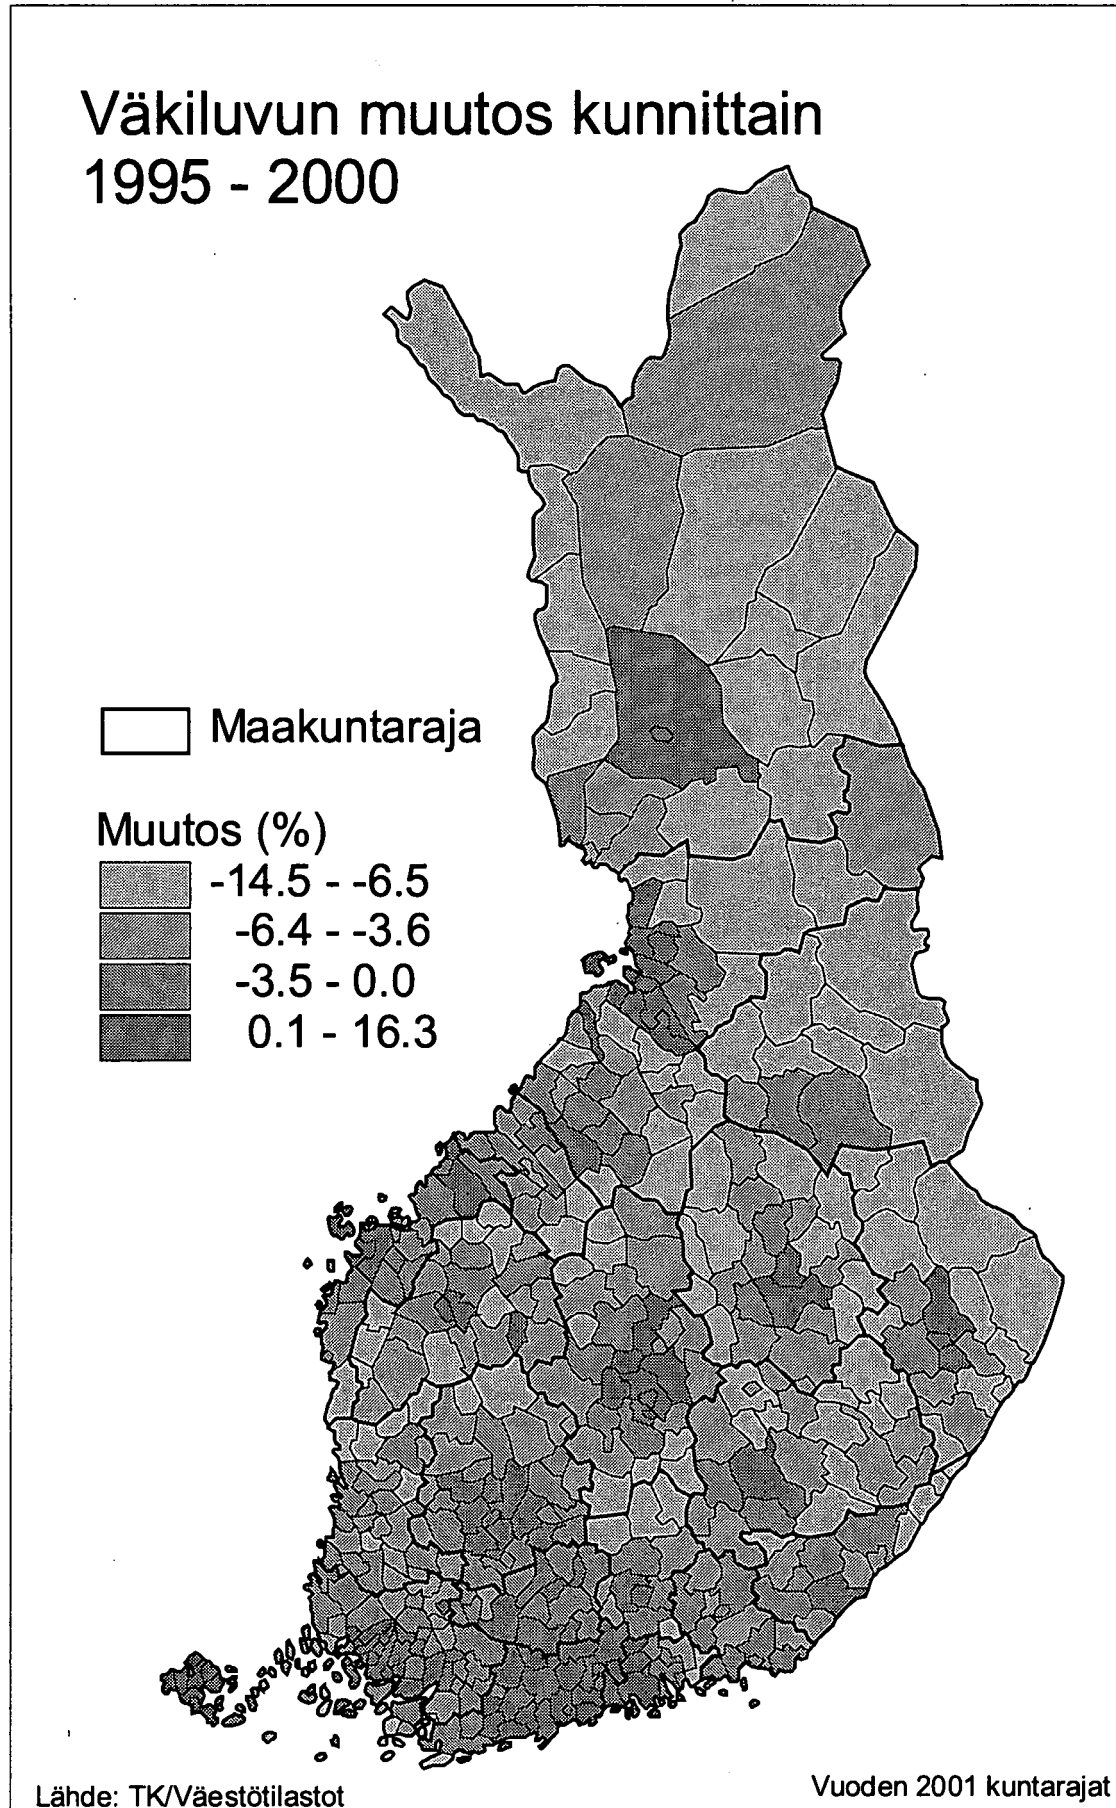 Väkiluvun muutos kunnittain
1995 - 2000
Maakuntaraja
Muutos (%)
-14.5 - -6.5
-6.4 - -3.6
-3.5 - 0.0
0.1 - 16.3
Lähde: TK/Väestötilastot
Vuoden 2001 kuntarajat